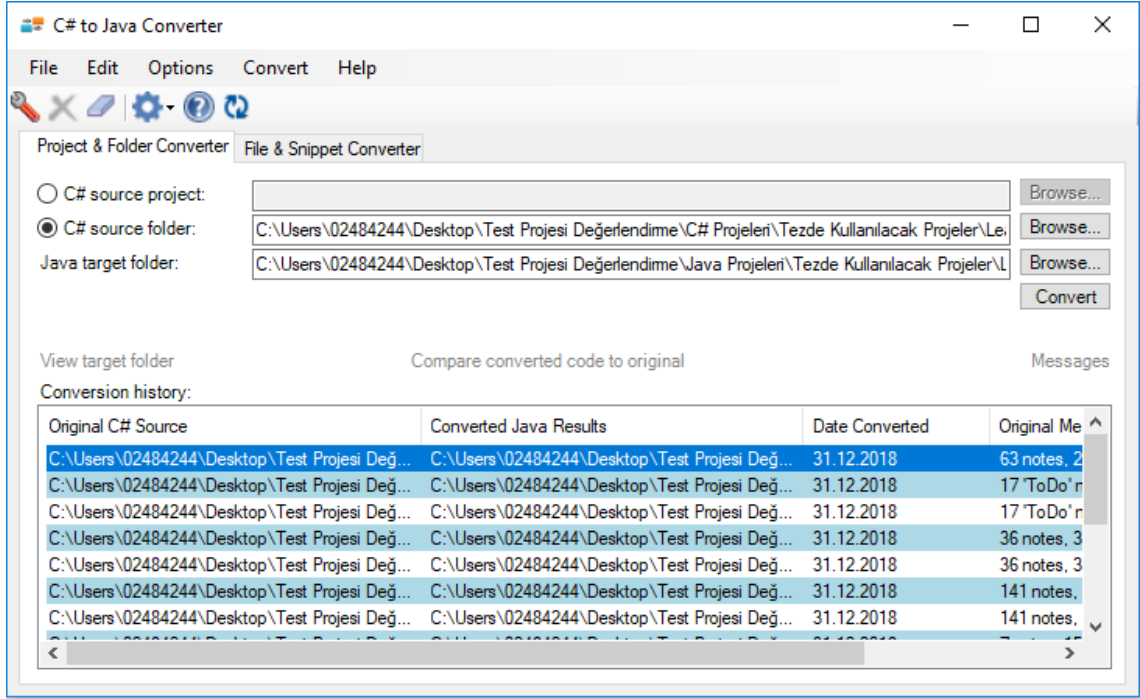 C# to Java Converter
File Edit Options Convert Help
Project & Folder Converter File & Snippet Converter
C# source project: Browse...
C# source folder: C:\Users\02484244\Desktop\Test Projesi Değerlendirme\C# Projeleri\Tezde Kullanılacak Projeler\Le Browse...
Java target folder: C:\Users\02484244\Desktop\Test Projesi Değerlendirme\Java Projeleri\Tezde Kullanılacak Projeler\L Browse...
Convert
View target folder Compare converted code to original Messages
Conversion history:
Original C# Source Converted Java Results Date Converted Original Me
C:\Users\02484244\Desktop\Test Projesi Değ... C:\Users\02484244\Desktop\Test Projesi Değ... 31.12.2018 63 notes, 2
C:\Users\02484244\Desktop\Test Projesi Değ... C:\Users\02484244\Desktop\Test Projesi Değ... 31.12.2018 17 'ToDo' n
C:\Users\02484244\Desktop\Test Projesi Değ... C:\Users\02484244\Desktop\Test Projesi Değ... 31.12.2018 17 'ToDo' n
C:\Users\02484244\Desktop\Test Projesi Değ... C:\Users\02484244\Desktop\Test Projesi Değ... 31.12.2018 36 notes, 3
C:\Users\02484244\Desktop\Test Projesi Değ... C:\Users\02484244\Desktop\Test Projesi Değ... 31.12.2018 36 notes, 3
C:\Users\02484244\Desktop\Test Projesi Değ... C:\Users\02484244\Desktop\Test Projesi Değ... 31.12.2018 141 notes,
C:\Users\02484244\Desktop\Test Projesi Değ... C:\Users\02484244\Desktop\Test Projesi Değ... 31.12.2018 141 notes,